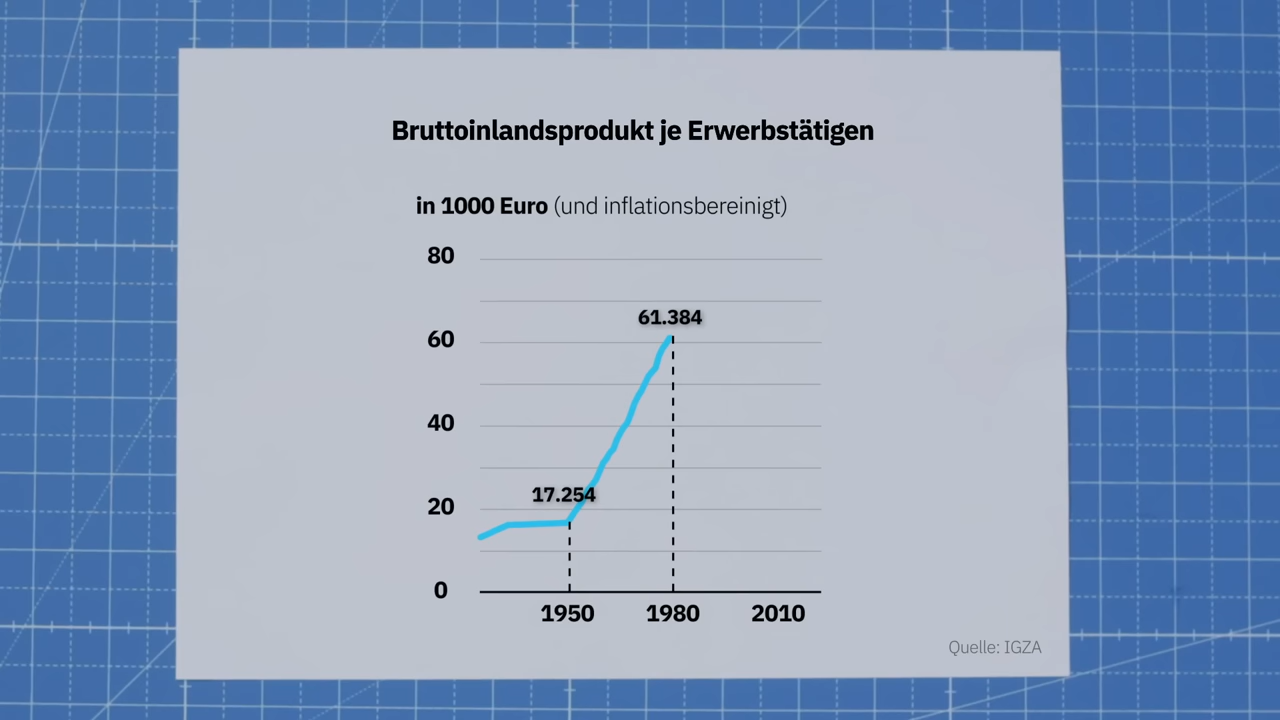 Bruttoinlandsprodukt je Erwerbstätigen
in 1000 Euro (und inflationsbereinigt)
80
61.384
60
40
17.254
20
0
1950 1980 2010
Quelle: IGZA